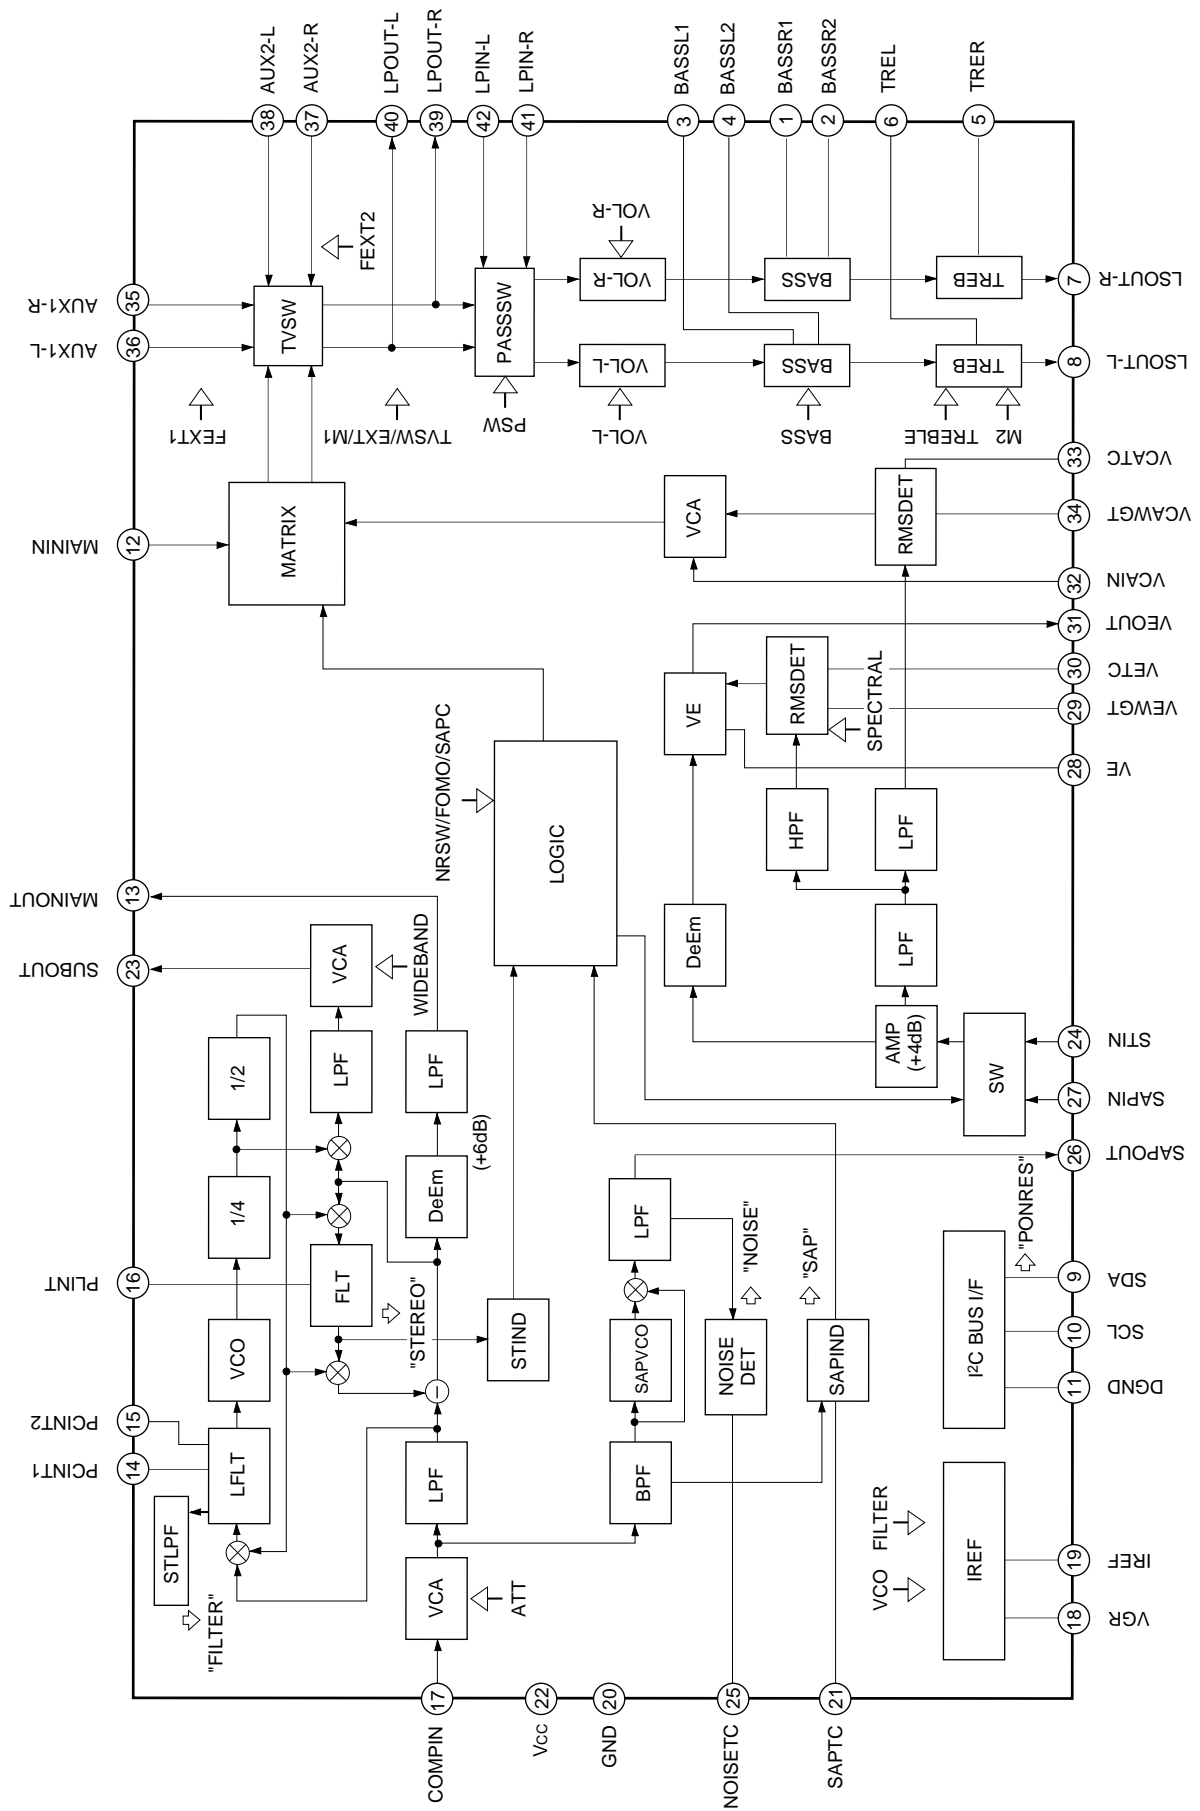 AUX2-L
38
AUX2-R
37
LPOUT-L
40
LPOUT-R
39
LPIN-L
42
LPIN-R
41
BASSL1
3
BASSL2
4
BASSR1
1
BASSR2
2
TREL
6
TRER
5
AUX1-R
35
AUX1-L
36
TVSW
FEXT2
FEXT1
TVSW/EXT/M1
PASSSW
PSW
VOL-R
VOL-R
VOL-L
VOL-L
BASS
BASS
BASS
TREB
TREB
TREBLE
M2
7
LSOUT-R
8
LSOUT-L
MAININ
12
MATRIX
VCA
RMSDET
33
VCATC
34
VCAWGT
32
VCAIN
31
VEOUT
30
VETC
29
VEWGT
28
VE
VE
RMSDET
SPECTRAL
NRSW/FOMO/SAPC
LOGIC
HPF
LPF
DeEm
LPF
AMP
(+4dB)
SW
24
STIN
27
SAPIN
26
SAPOUT
MAINOUT
13
SUBOUT
23
VCA
WIDEBAND
1/2
LPF
LPF
(+6dB)
1/4
DeEm
LPF
PLINT
16
FLT
"STEREO"
STIND
VCO
SAPVCO
NOISE
DET
"NOISE"
SAPIND
"SAP"
I²C BUS I/F
"PONRES"
9
SDA
10
SCL
11
DGND
PCINT2
15
PCINT1
14
LFLT
STLPF
"FILTER"
LPF
BPF
VCA
ATT
VCO
FILTER
IREF
19
IREF
18
VGR
17
COMPIN
22
Vcc
20
GND
25
NOISETC
21
SAPTC